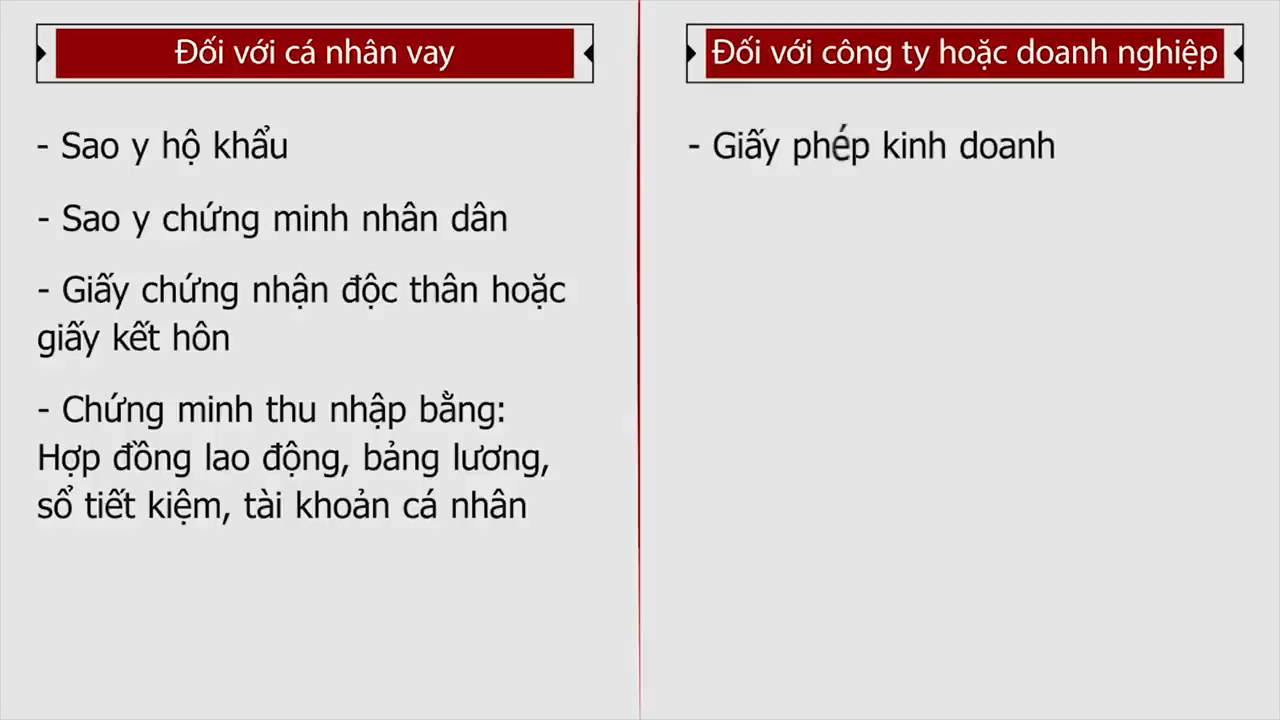 Đối với cá nhân vay
- Sao y hộ khẩu
- Sao y chứng minh nhân dân
- Giấy chứng nhận độc thân hoặc
giấy kết hôn
- Chứng minh thu nhập bằng:
Hợp đồng lao động, bảng lương,
sổ tiết kiệm, tài khoản cá nhân
Đối với công ty hoặc doanh nghiệp
- Giấy phép kinh doanh